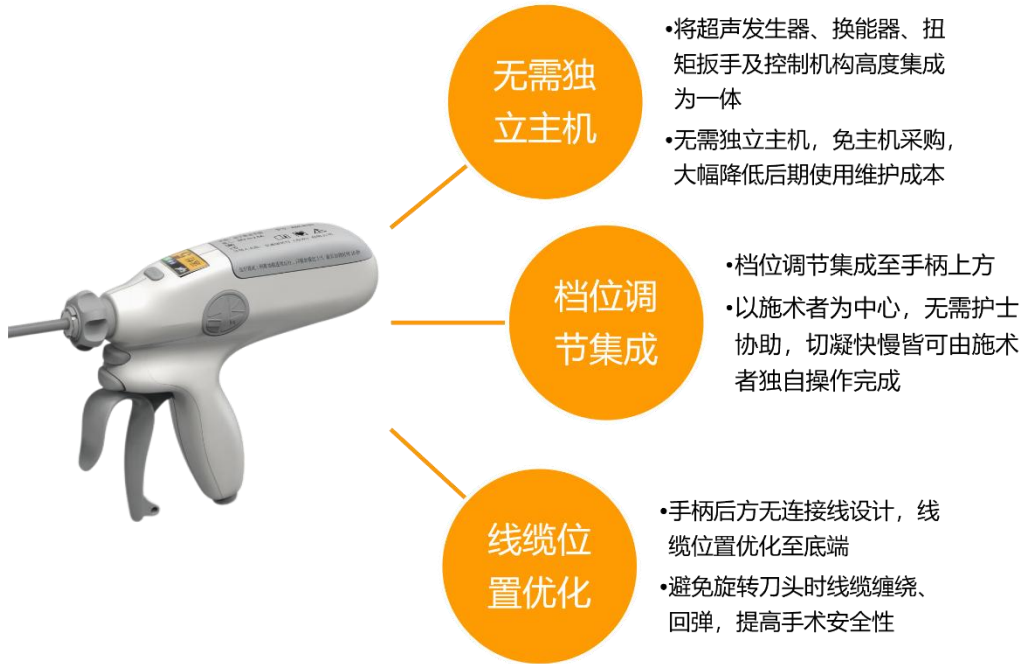 无需独
立主机
•将超声发生器、换能器、扭
矩扳手及控制机构高度集成
为一体
•无需独立主机，免主机采购，
大幅降低后期使用维护成本
档位调
节集成
•档位调节集成至手柄上方
•以施术者为中心，无需护士
协助，切凝快慢皆可由施术
者独自操作完成
线缆位
置优化
•手柄后方无连接线设计，线
缆位置优化至底端
•避免旋转刀头时线缆缠绕、
回弹，提高手术安全性